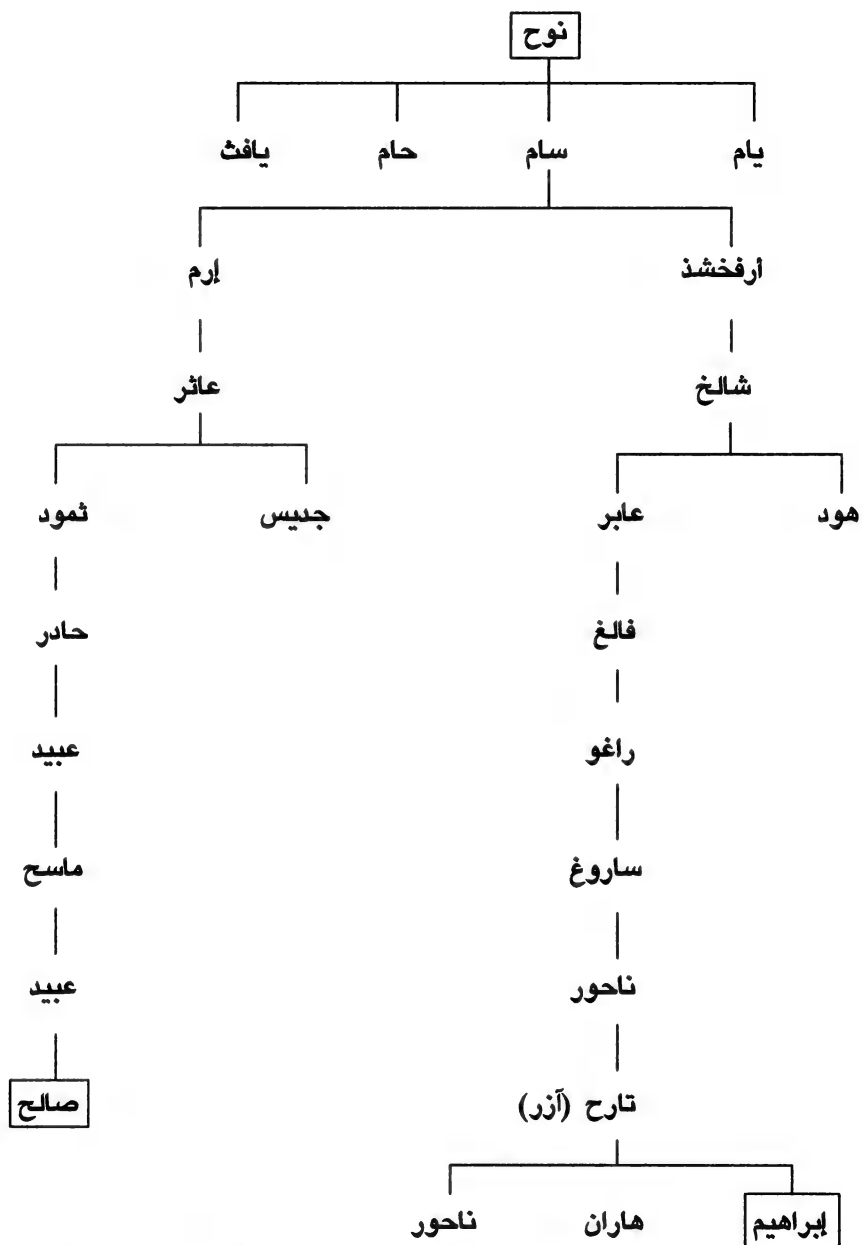 نوح
يام سام حام يافث
أرفخشذ إرم
شالخ عاثر
هود عابر جديس ثمود
فالغ حادر
راغو عبيد
ساروغ ماسح
ناحور عبيد
تارح (آزر) صالح
إبراهيم هاران ناحور